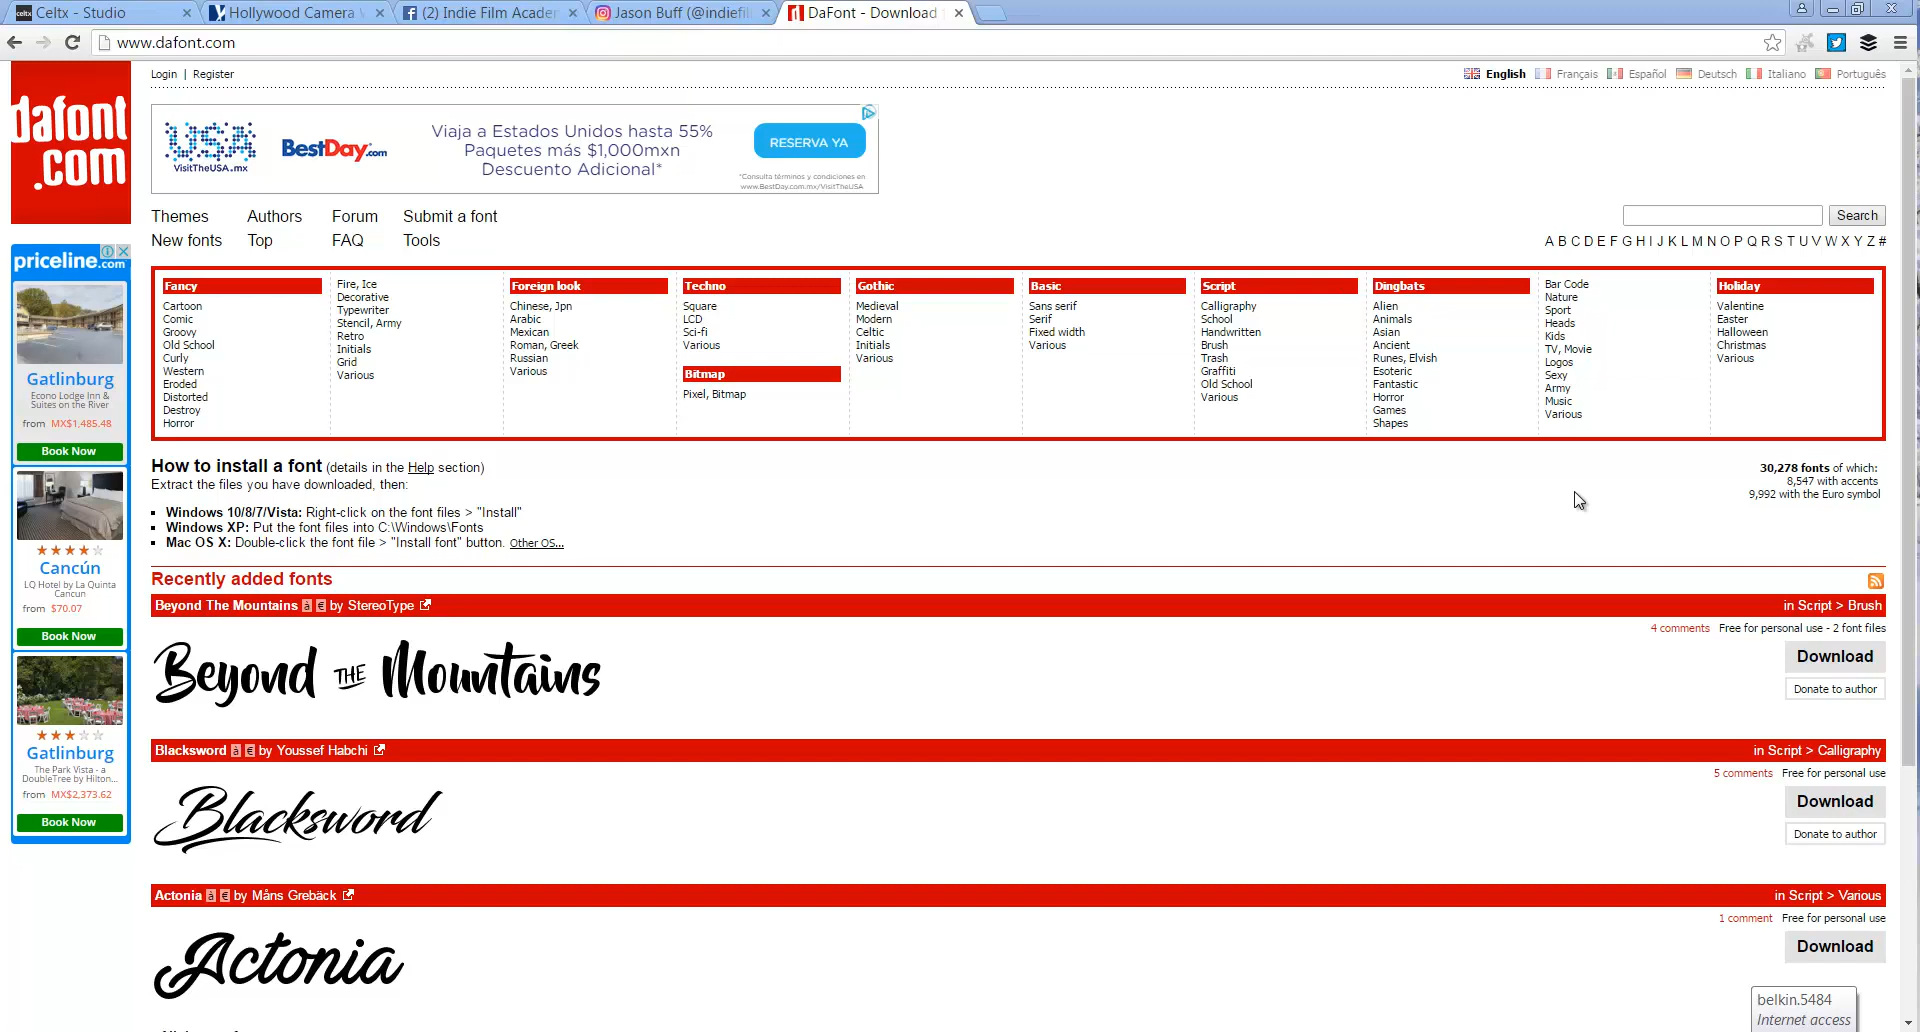 Celtx - Studio
Hollywood Camera
(2) Indie Film Acade
Jason Buff (@indiefil
DaFont - Download
www.dafont.com
Login | Register
English Français Español Deutsch Italiano Português
dafont
.com
USA
VisitTheUSA.mx
BestDay.com
Viaja a Estados Unidos hasta 55%
Paquetes más $1,000mxn
Descuento Adicional*
RESERVA YA
*Consulta términos y condiciones en
www.BestDay.com.mx/VisitTheUSA
Themes Authors Forum Submit a font
New fonts Top FAQ Tools
Search
A B C D E F G H I J K L M N O P Q R S T U V W X Y Z #
Fancy
Cartoon
Comic
Groovy
Old School
Curly
Western
Eroded
Distorted
Destroy
Horror
Fire, Ice
Decorative
Typewriter
Stencil, Army
Retro
Initials
Grid
Various
Foreign look
Chinese, Jpn
Arabic
Mexican
Roman, Greek
Russian
Various
Techno
Square
LCD
Sci-fi
Various
Bitmap
Pixel, Bitmap
Gothic
Medieval
Modern
Celtic
Initials
Various
Basic
Sans serif
Serif
Fixed width
Various
Script
Calligraphy
School
Handwritten
Brush
Trash
Graffiti
Old School
Various
Dingbats
Alien
Animals
Asian
Ancient
Runes, Elvish
Esoteric
Fantastic
Horror
Games
Shapes
Bar Code
Nature
Sport
Heads
Kids
TV, Movie
Logos
Sexy
Army
Music
Various
Holiday
Valentine
Easter
Halloween
Christmas
Various
priceline.com
Gatlinburg
Econo Lodge Inn &
Suites on the River
from MX$1,485.48
Book Now
Cancún
LQ Hotel by La Quinta
Cancun
from $70.07
Book Now
Gatlinburg
The Park Vista - a
DoubleTree by Hilton...
from MX$2,373.62
Book Now
How to install a font (details in the Help section)
Extract the files you have downloaded, then:
Windows 10/8/7/Vista: Right-click on the font files > "Install"
Windows XP: Put the font files into C:\Windows\Fonts
Mac OS X: Double-click the font file > "Install font" button. Other OS...
30,278 fonts of which:
8,547 with accents
9,992 with the Euro symbol
Recently added fonts
Beyond The Mountains à € by StereoType
in Script > Brush
4 comments Free for personal use - 2 font files
Beyond THE Mountains
Download
Donate to author
Blacksword à € by Youssef Habchi
in Script > Calligraphy
5 comments Free for personal use
Blacksword
Download
Donate to author
Actonia à € by Måns Grebäck
in Script > Various
1 comment Free for personal use
Actonia
Download
belkin.5484
Internet access